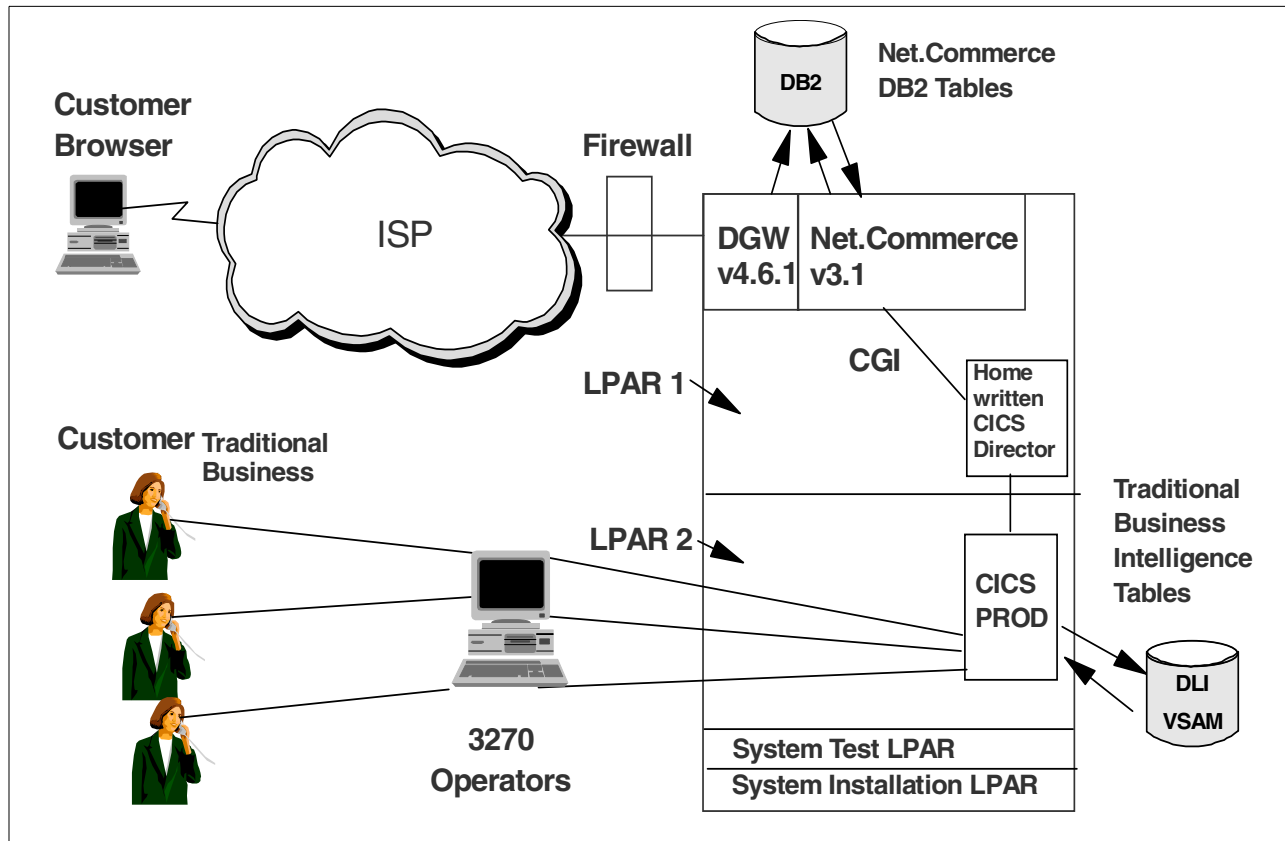 Customer
Browser
ISP
Firewall
DB2
Net.Commerce
DB2 Tables
DGW
v4.6.1
Net.Commerce
v3.1
CGI
LPAR 1
Home
written
CICS
Director
Customer
Traditional
Business
LPAR 2
3270
Operators
CICS
PROD
Traditional
Business
Intelligence
Tables
DLI
VSAM
System Test LPAR
System Installation LPAR